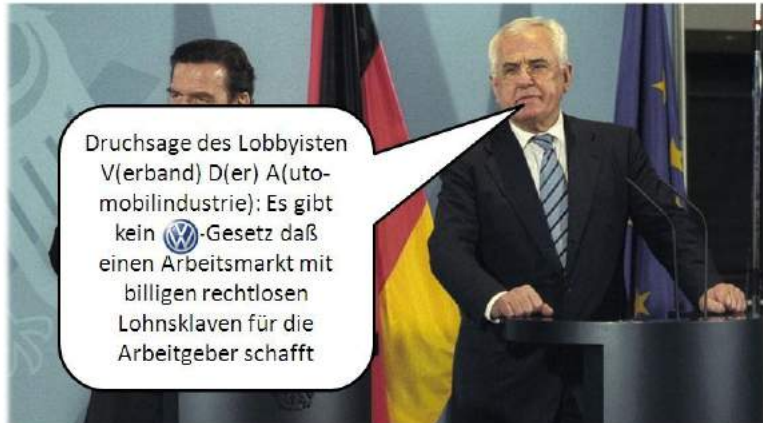 Druchsage des Lobbyisten
V(erband) D(er) A(uto-
mobilindustrie): Es gibt
kein VW-Gesetz daß
einen Arbeitsmarkt mit
billigen rechtlosen
Lohnsklaven für die
Arbeitgeber schafft